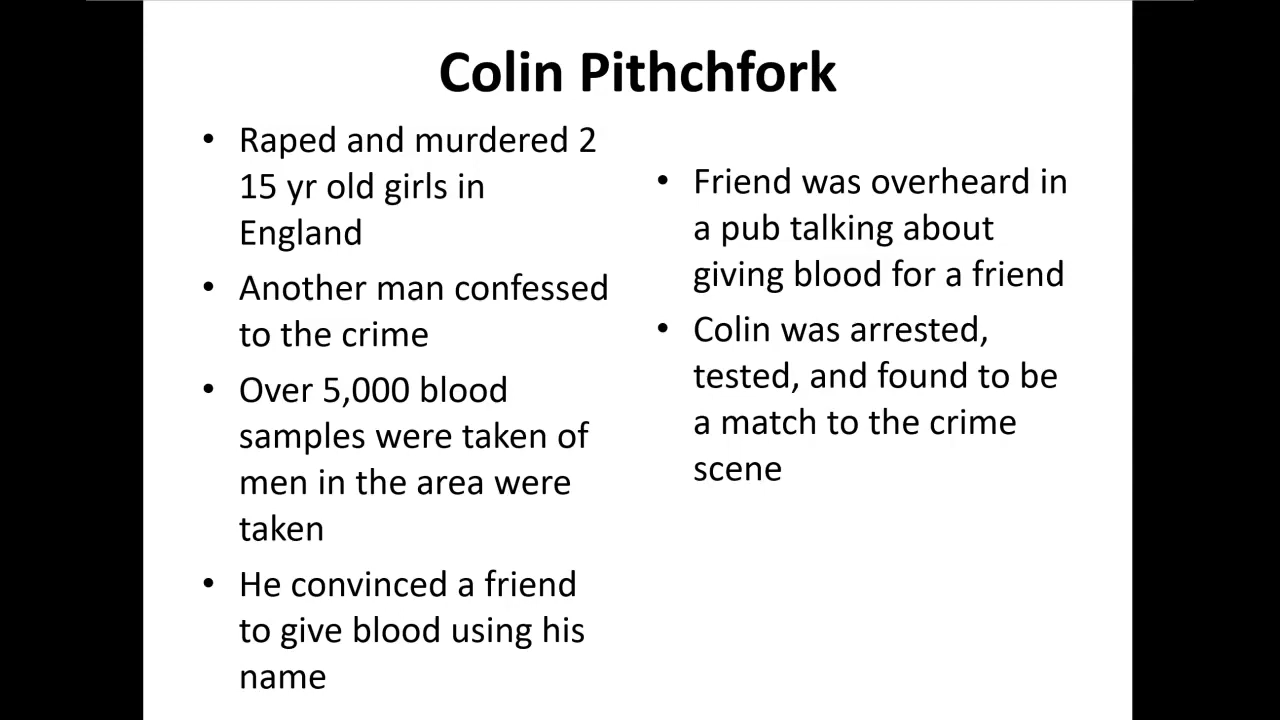 Colin Pithchfork
• Raped and murdered 2
15 yr old girls in
England
• Another man confessed
to the crime
• Over 5,000 blood
samples were taken of
men in the area were
taken
• He convinced a friend
to give blood using his
name
• Friend was overheard in
a pub talking about
giving blood for a friend
• Colin was arrested,
tested, and found to be
a match to the crime
scene